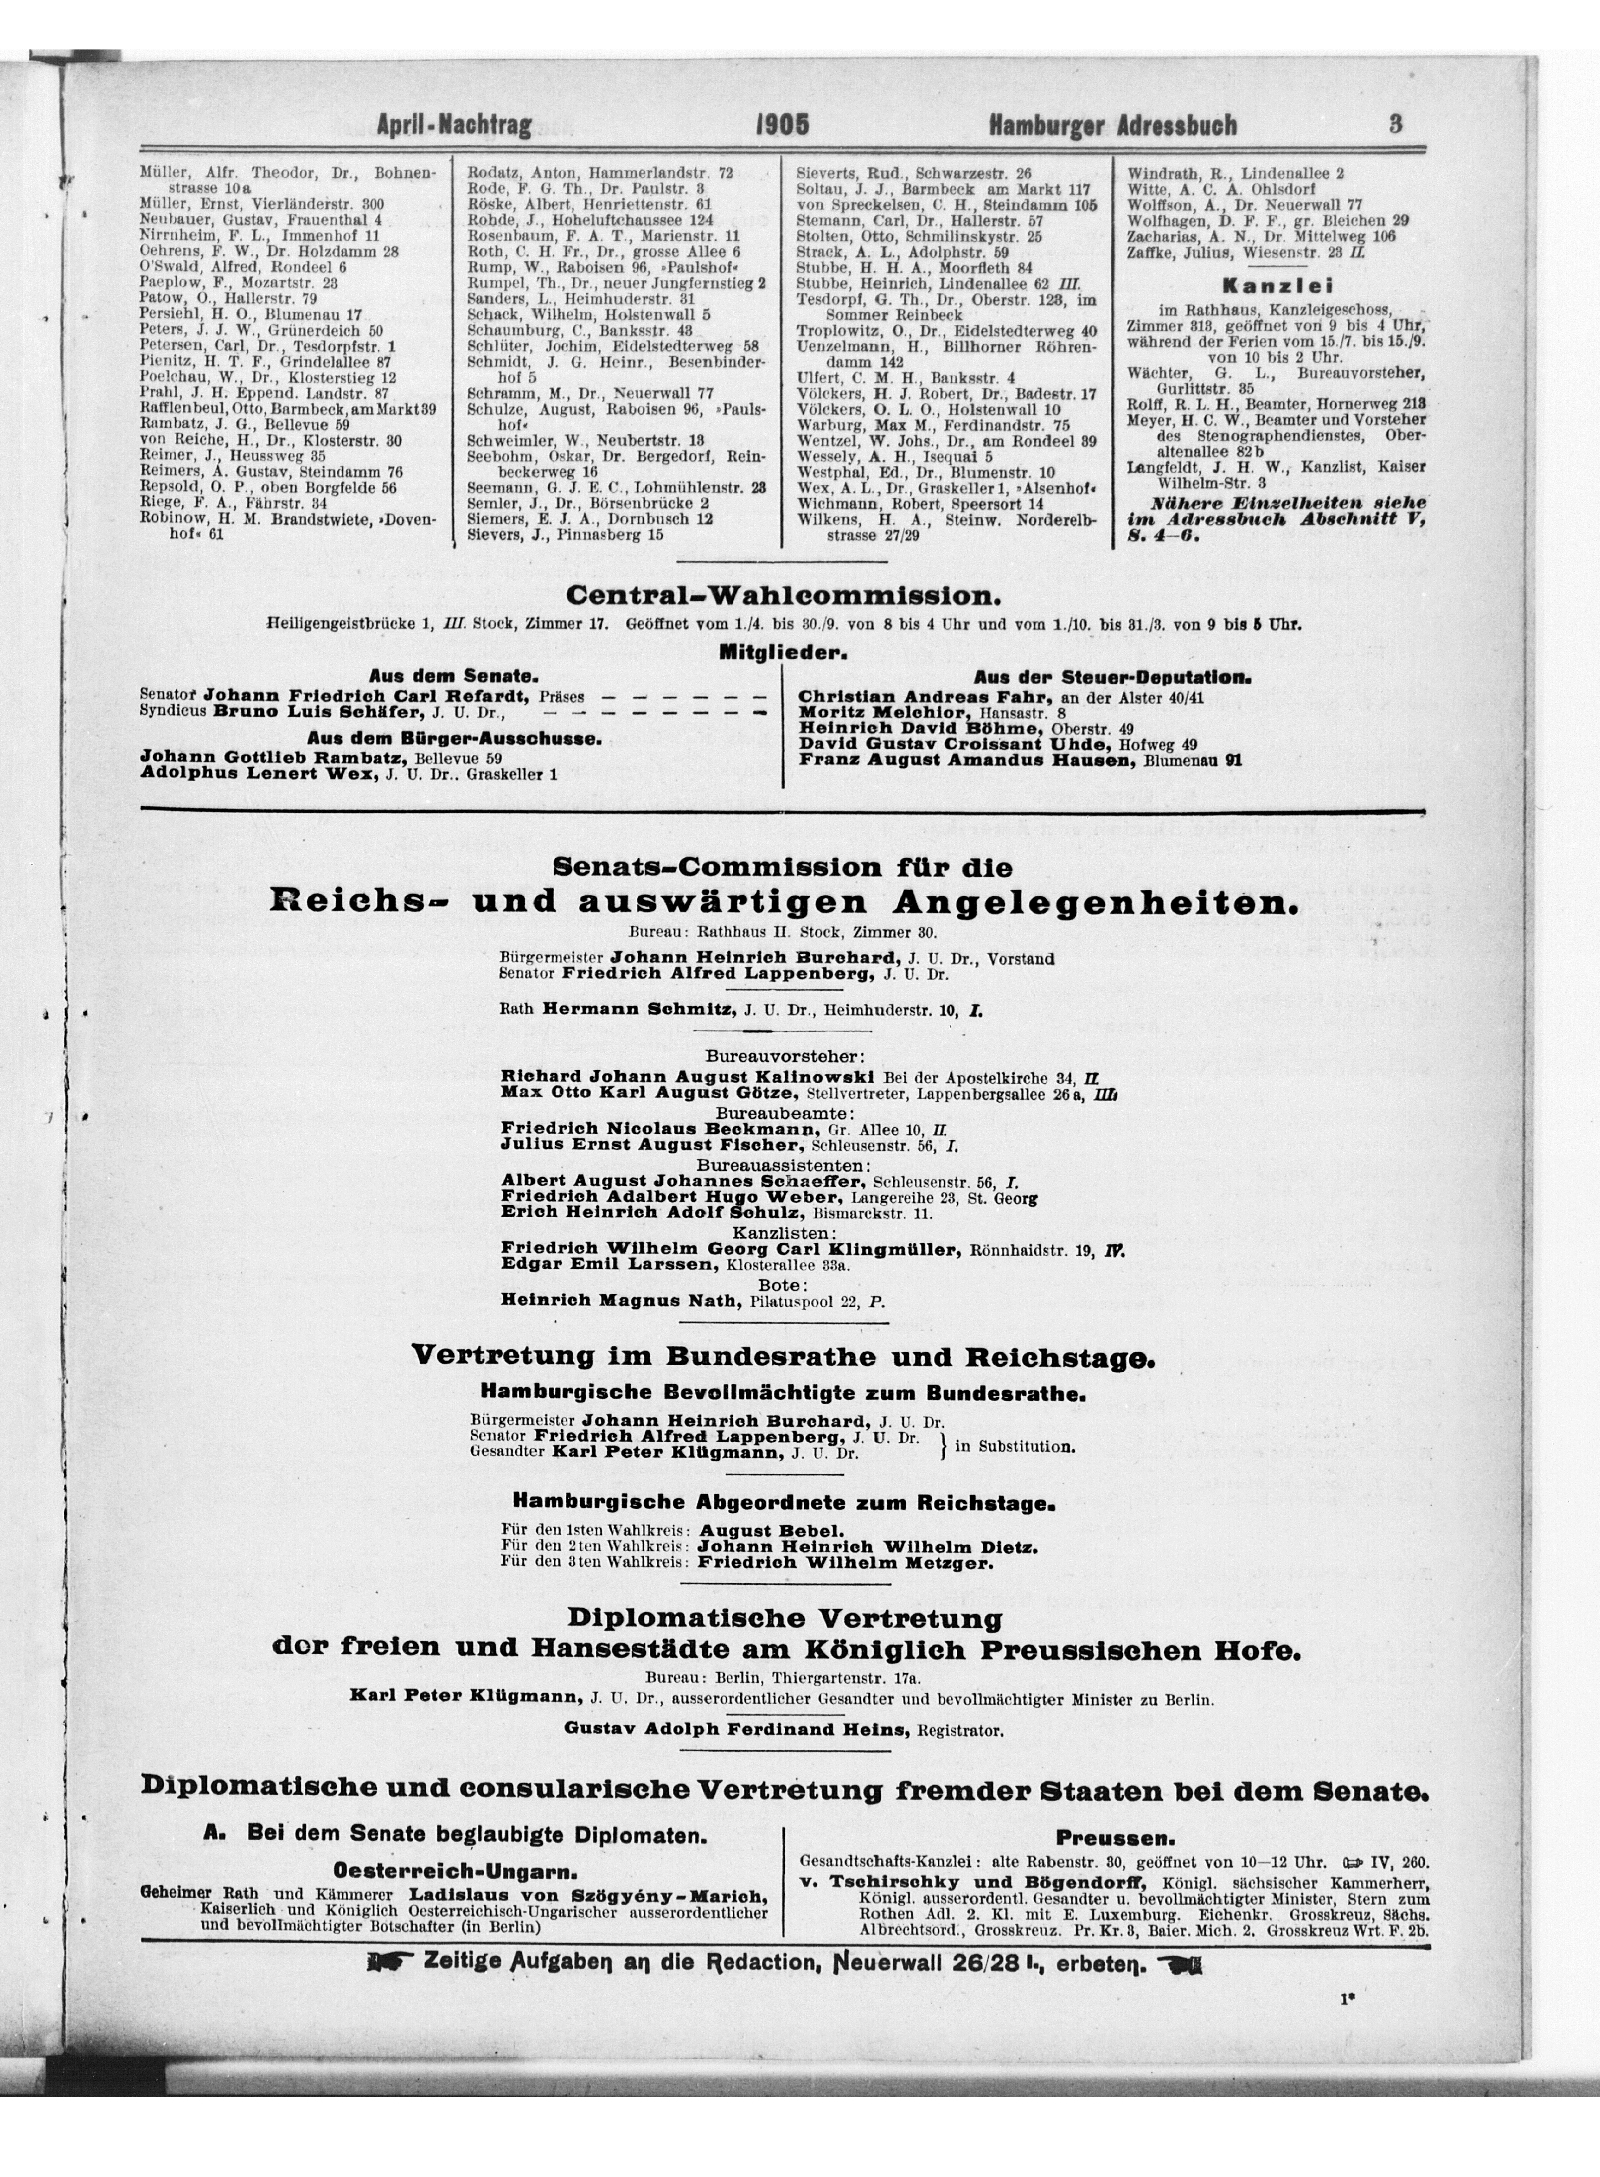 April-Nachtrag 1905 Hamburger Adressbuch 3
Müller, Alfr. Theodor, Dr., Bohnen-
strasse 10a
Müller, Ernst, Vierländerstr. 300
Neubauer, Gustav, Frauenthal 4
Nirrnheim, F. L., Immenhof 11
Oehrens, F. W., Dr. Holzdamm 28
O'Swald, Alfred, Rondeel 6
Paeplow, F., Mozartstr. 23
Patow, O., Hallerstr. 79
Persiehl, H. O., Blumenau 17
Peters, J. J. W., Grünerdeich 50
Petersen, Carl, Dr., Tesdorpfstr. 1
Pienitz, H. T. F., Grindelallee 87
Poelchau, W., Dr., Klosterstieg 12
Prahl, J. H. Eppend. Landstr. 87
Rafflenbeul, Otto, Barmbeck, am Markt 39
Rambatz, J. G., Bellevue 59
von Reiche, H., Dr., Klosterstr. 30
Reimer, J., Heussweg 35
Reimers, A. Gustav, Steindamm 76
Repsold, O. P., oben Borgfelde 56
Riege, F. A., Fährstr. 34
Robinow, H. M. Brandstwiete, »Doven-
hof« 61
Rodatz, Anton, Hammerlandstr. 72
Rode, F. G. Th., Dr. Paulstr. 3
Röske, Albert, Henriettenstr. 61
Rohde, J., Hoheluftchaussee 124
Rosenbaum, F. A. T., Marienstr. 11
Roth, C. H. Fr., Dr., grosse Allee 6
Rump, W., Raboisen 96, »Paulshof«
Rumpel, Th., Dr., neuer Jungfernstieg 2
Sanders, L., Heimhuderstr. 31
Schack, Wilhelm, Holstenwall 5
Schaumburg, C., Banksstr. 43
Schlüter, Jochim, Eidelstedterweg 58
Schmidt, J. G. Heinr., Besenbinder-
hof 5
Schramm, M., Dr., Neuerwall 77
Schulze, August, Raboisen 96, »Pauls-
hof«
Schweimler, W., Neubertstr. 13
Seebohm, Oskar, Dr. Bergedorf, Rein-
beckerweg 16
Seemann, G. J. E. C., Lohmühlenstr. 23
Semler, J., Dr., Börsenbrücke 2
Siemers, E. J. A., Dornbusch 12
Sievers, J., Pinnasberg 15
Sieverts, Rud., Schwarzestr. 26
Soltau, J. J., Barmbeck am Markt 117
von Spreckelsen, C. H., Steindamm 105
Stemann, Carl, Dr., Hallerstr. 57
Stolten, Otto, Schmilinskystr. 25
Strack, A. L., Adolphstr. 59
Stubbe, H. H. A., Moorfleth 84
Stubbe, Heinrich, Lindenallee 62 III.
Tesdorpf, G. Th., Dr., Oberstr. 123, im
Sommer Reinbeck
Troplowitz, O., Dr., Eidelstedterweg 40
Uenzelmann, H., Billhorner Röhren-
damm 142
Ulfert, C. M. H., Banksstr. 4
Völckers, H. J. Robert, Dr., Badestr. 17
Völckers, O. L. O., Holstenwall 10
Warburg, Max M., Ferdinandstr. 75
Wentzel, W. Johs., Dr., am Rondeel 39
Wessely, A. H., Isequai 5
Westphal, Ed., Dr., Blumenstr. 10
Wex, A. L., Dr., Graskeller 1, »Alsenhof«
Wichmann, Robert, Speersort 14
Wilkens, H. A., Steinw. Norderelb-
strasse 27/29
Windrath, R., Lindenallee 2
Witte, A. C. A. Ohlsdorf
Wolffson, A., Dr. Neuerwall 77
Wolfhagen, D. F. F., gr. Bleichen 29
Zacharias, A. N., Dr. Mittelweg 106
Zaffke, Julius, Wiesenstr. 23 II.
Kanzlei
im Rathhaus, Kanzleigeschoss,
Zimmer 313, geöffnet von 9 bis 4 Uhr,
während der Ferien vom 15./7. bis 15./9.
von 10 bis 2 Uhr.
Wächter, G. L., Bureauvorsteher,
Gurlittstr. 35
Rolff, R. L. H., Beamter, Hornerweg 213
Meyer, H. C. W., Beamter und Vorsteher
des Stenographendienstes, Ober-
altenallee 82b
Langfeldt, J. H. W., Kanzlist, Kaiser
Wilhelm-Str. 3
Nähere Einzelheiten siehe
im Adressbuch Abschnitt V,
S. 4—6.
Central-Wahlcommission.
Heiligengeistbrücke 1, III. Stock, Zimmer 17. Geöffnet vom 1./4. bis 30./9. von 8 bis 4 Uhr und vom 1./10. bis 31./3. von 9 bis 5 Uhr.
Mitglieder.
Aus dem Senate.
Senator Johann Friedrich Carl Refardt, Präses — — — — — —
Syndicus Bruno Luis Schäfer, J. U. Dr., — — — — — — — —
Aus dem Bürger-Ausschusse.
Johann Gottlieb Rambatz, Bellevue 59
Adolphus Lenert Wex, J. U. Dr.. Graskeller 1
Aus der Steuer-Deputation.
Christian Andreas Fahr, an der Alster 40/41
Moritz Melchior, Hansastr. 8
Heinrich David Böhme, Oberstr. 49
David Gustav Croissant Uhde, Hofweg 49
Franz August Amandus Hausen, Blumenau 91
Senats-Commission für die
Reichs- und auswärtigen Angelegenheiten.
Bureau: Rathhaus II. Stock, Zimmer 30.
Bürgermeister Johann Heinrich Burchard, J. U. Dr., Vorstand
Senator Friedrich Alfred Lappenberg, J. U. Dr.
Rath Hermann Schmitz, J. U. Dr., Heimhuderstr. 10, I.
Bureauvorsteher:
Richard Johann August Kalinowski Bei der Apostelkirche 34, II.
Max Otto Karl August Götze, Stellvertreter, Lappenbergsallee 26a, III.
Bureaubeamte:
Friedrich Nicolaus Beckmann, Gr. Allee 10, II.
Julius Ernst August Fischer, Schleusenstr. 56, I.
Bureauassistenten:
Albert August Johannes Schaeffer, Schleusenstr. 56, I.
Friedrich Adalbert Hugo Weber, Langereihe 23, St. Georg
Erich Heinrich Adolf Schulz, Bismarckstr. 11.
Kanzlisten:
Friedrich Wilhelm Georg Carl Klingmüller, Rönnhaidstr. 19, IV.
Edgar Emil Larssen, Klosterallee 33a.
Bote:
Heinrich Magnus Nath, Pilatuspool 22, P.
Vertretung im Bundesrathe und Reichstage.
Hamburgische Bevollmächtigte zum Bundesrathe.
Bürgermeister Johann Heinrich Burchard, J. U. Dr.
Senator Friedrich Alfred Lappenberg, J. U. Dr.
Gesandter Karl Peter Klügmann, J. U. Dr. } in Substitution.
Hamburgische Abgeordnete zum Reichstage.
Für den 1sten Wahlkreis: August Bebel.
Für den 2ten Wahlkreis: Johann Heinrich Wilhelm Dietz.
Für den 3ten Wahlkreis: Friedrich Wilhelm Metzger.
Diplomatische Vertretung
der freien und Hansestädte am Königlich Preussischen Hofe.
Bureau: Berlin, Thiergartenstr. 17a.
Karl Peter Klügmann, J. U. Dr., ausserordentlicher Gesandter und bevollmächtigter Minister zu Berlin.
Gustav Adolph Ferdinand Heins, Registrator.
Diplomatische und consularische Vertretung fremder Staaten bei dem Senate.
A. Bei dem Senate beglaubigte Diplomaten.
Oesterreich-Ungarn.
Geheimer Rath und Kämmerer Ladislaus von Szögyény-Marich,
Kaiserlich und Königlich Oesterreichisch-Ungarischer ausserordentlicher
und bevollmächtigter Botschafter (in Berlin)
Preussen.
Gesandtschafts-Kanzlei: alte Rabenstr. 30, geöffnet von 10—12 Uhr. IV, 260.
v. Tschirschky und Bögendorff, Königl. sächsischer Kammerherr,
Königl. ausserordentl. Gesandter u. bevollmächtigter Minister, Stern zum
Rothen Adl. 2. Kl. mit E. Luxemburg. Eichenkr. Grosskreuz, Sächs.
Albrechtsord., Grosskreuz. Pr. Kr. 3, Baier. Mich. 2. Grosskreuz Wrt. F. 2b.
Zeitige Aufgaben an die Redaction, Neuerwall 26/28 I., erbeten.
1*